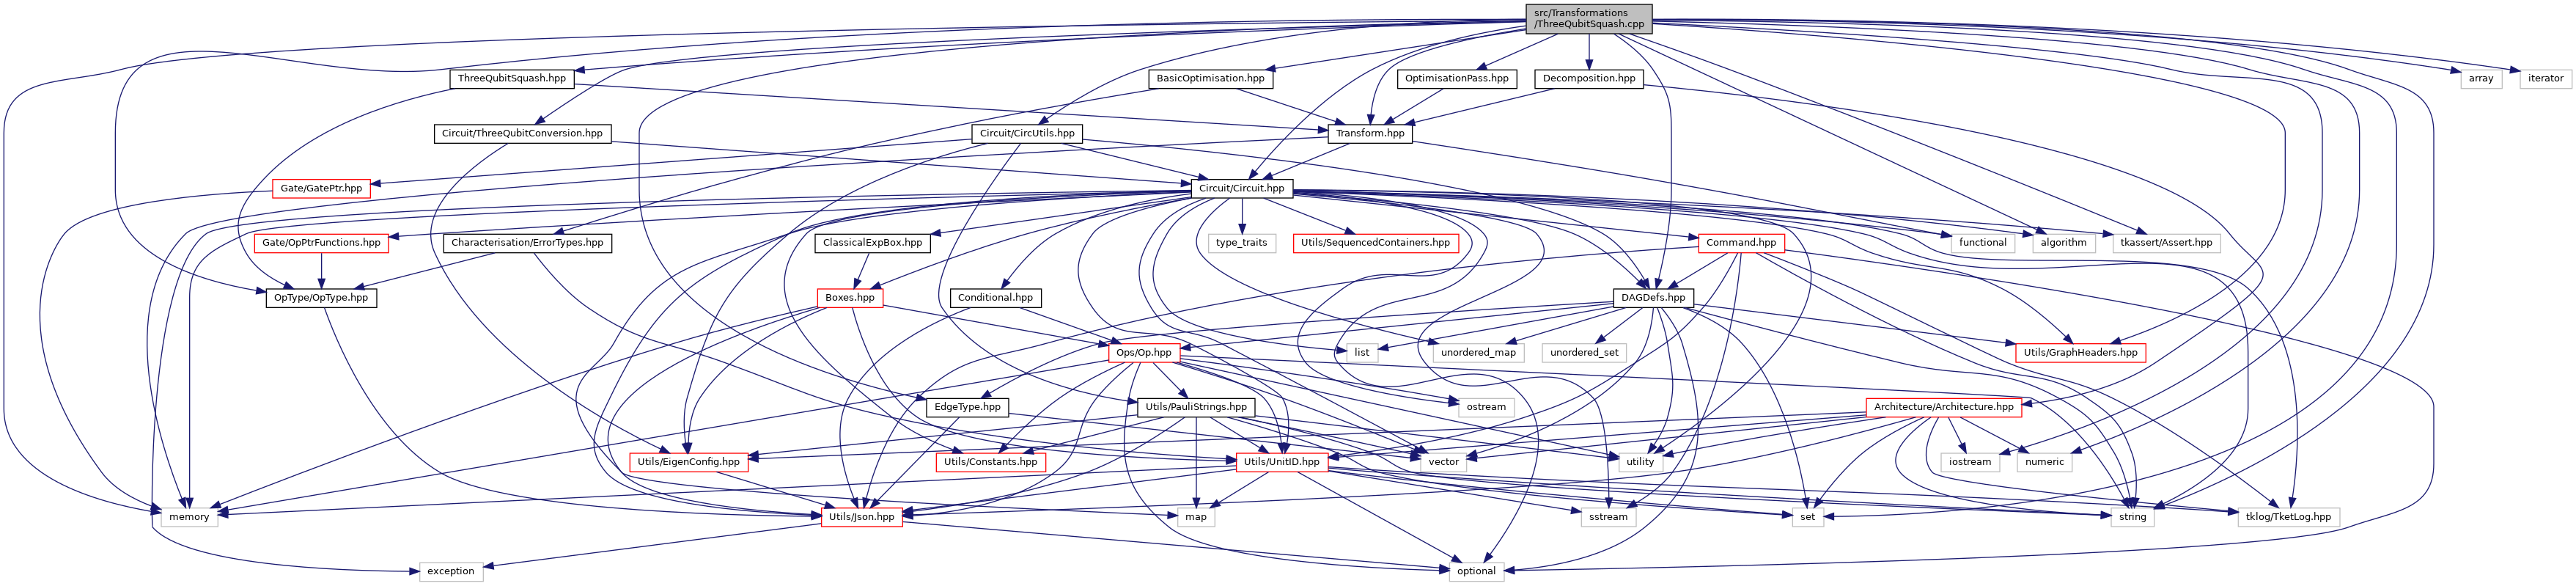 src/Transformations
/ThreeQubitSquash.cpp
ThreeQubitSquash.hpp
BasicOptimisation.hpp
OptimisationPass.hpp
Decomposition.hpp
array
iterator
Circuit/ThreeQubitConversion.hpp
Circuit/CircUtils.hpp
Transform.hpp
Gate/GatePtr.hpp
Circuit/Circuit.hpp
Gate/OpPtrFunctions.hpp
Characterisation/ErrorTypes.hpp
ClassicalExpBox.hpp
type_traits
Utils/SequencedContainers.hpp
Command.hpp
functional
algorithm
tkassert/Assert.hpp
OpType/OpType.hpp
Boxes.hpp
Conditional.hpp
DAGDefs.hpp
Ops/Op.hpp
list
unordered_map
unordered_set
Utils/GraphHeaders.hpp
EdgeType.hpp
Utils/PauliStrings.hpp
ostream
Architecture/Architecture.hpp
Utils/EigenConfig.hpp
Utils/Constants.hpp
Utils/UnitID.hpp
vector
utility
iostream
numeric
memory
Utils/Json.hpp
map
sstream
set
string
tklog/TketLog.hpp
exception
optional